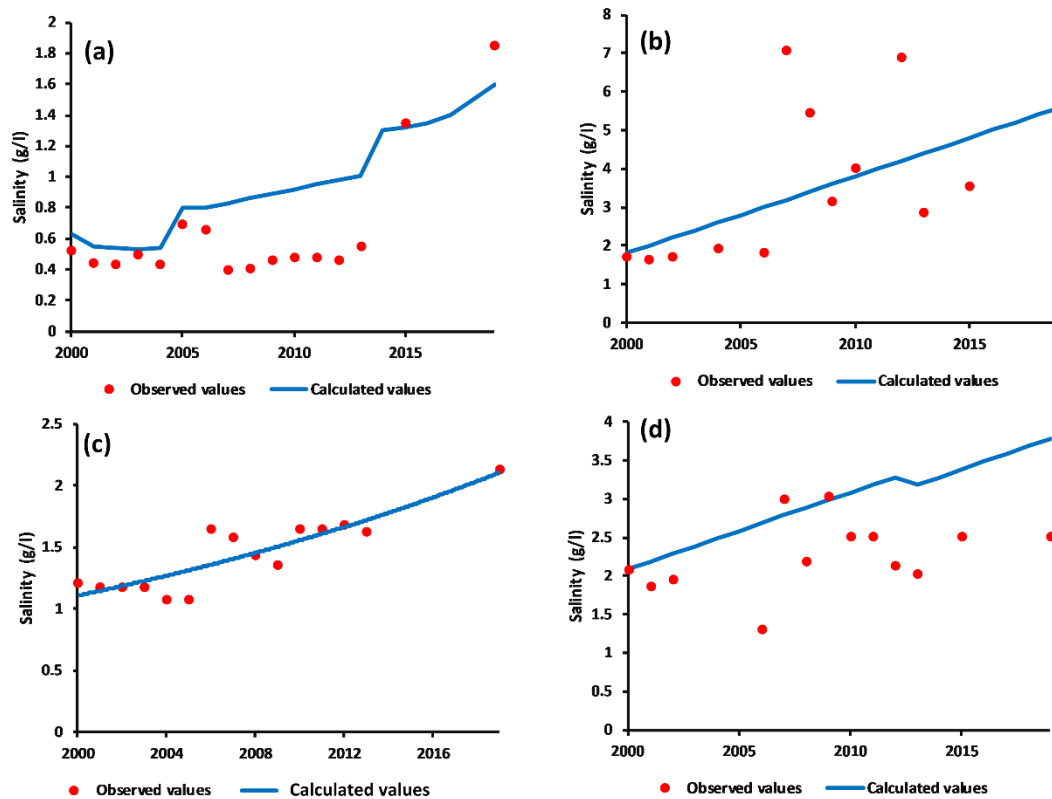 (a)
Salinity (g/l)
2
1.8
1.6
1.4
1.2
1
0.8
0.6
0.4
0.2
0
2000 2005 2010 2015
Observed values Calculated values
(b)
Salinity (g/l)
8
7
6
5
4
3
2
1
0
2000 2005 2010 2015
Observed values Calculated values
(c)
Salinity (g/l)
2.5
2
1.5
1
0.5
0
2000 2004 2008 2012 2016
Observed values Calculated values
(d)
Salinity (g/l)
4
3.5
3
2.5
2
1.5
1
0.5
0
2000 2005 2010 2015
Observed values Calculated values